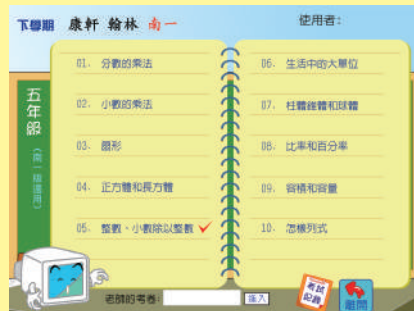 下學期 康軒 翰林 南一
使用者:
五年級
(南一版適用)
01. 分數的乘法
02. 小數的乘法
03. 扇形
04. 正方體和長方體
05. 整數、小數除以整數
06. 生活中的大單位
07. 柱體錐體和球體
08. 比率和百分率
09. 容積和容量
10. 怎樣列式
老師的考卷:
進入
考試
記錄
離開